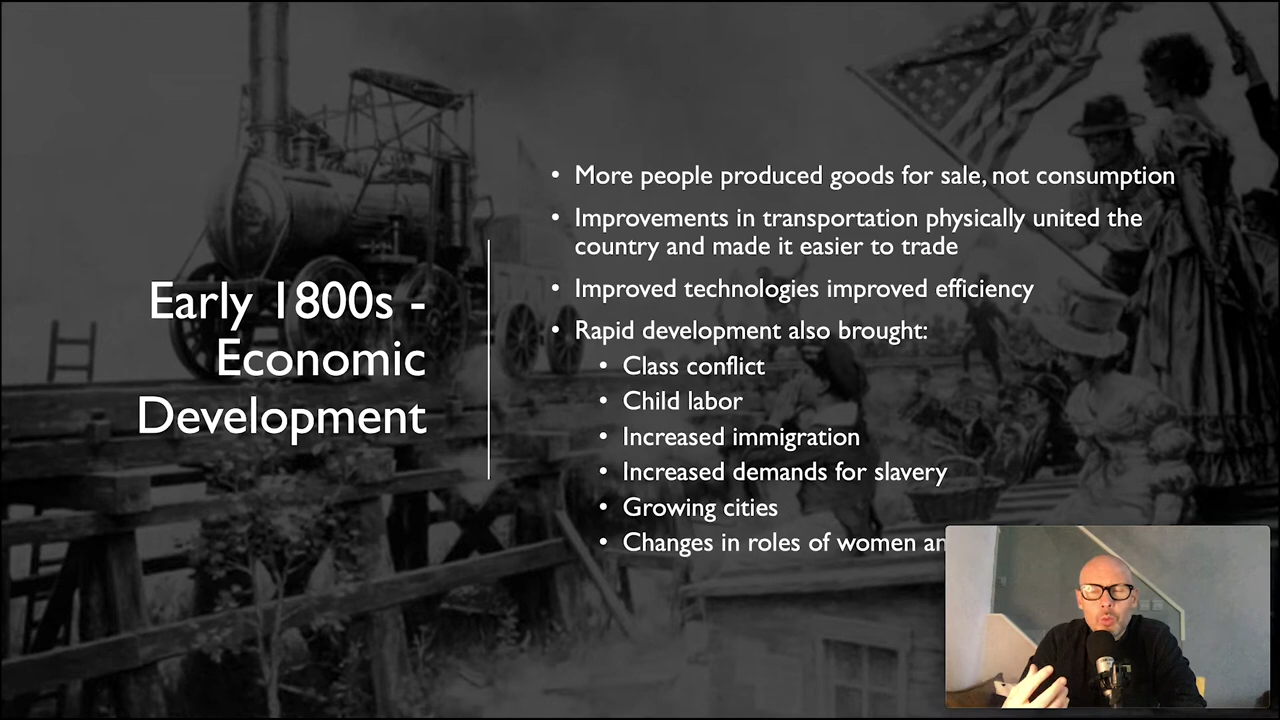 Early 1800s -
Economic
Development
• More people produced goods for sale, not consumption
• Improvements in transportation physically united the
country and made it easier to trade
• Improved technologies improved efficiency
• Rapid development also brought:
• Class conflict
• Child labor
• Increased immigration
• Increased demands for slavery
• Growing cities
• Changes in roles of women